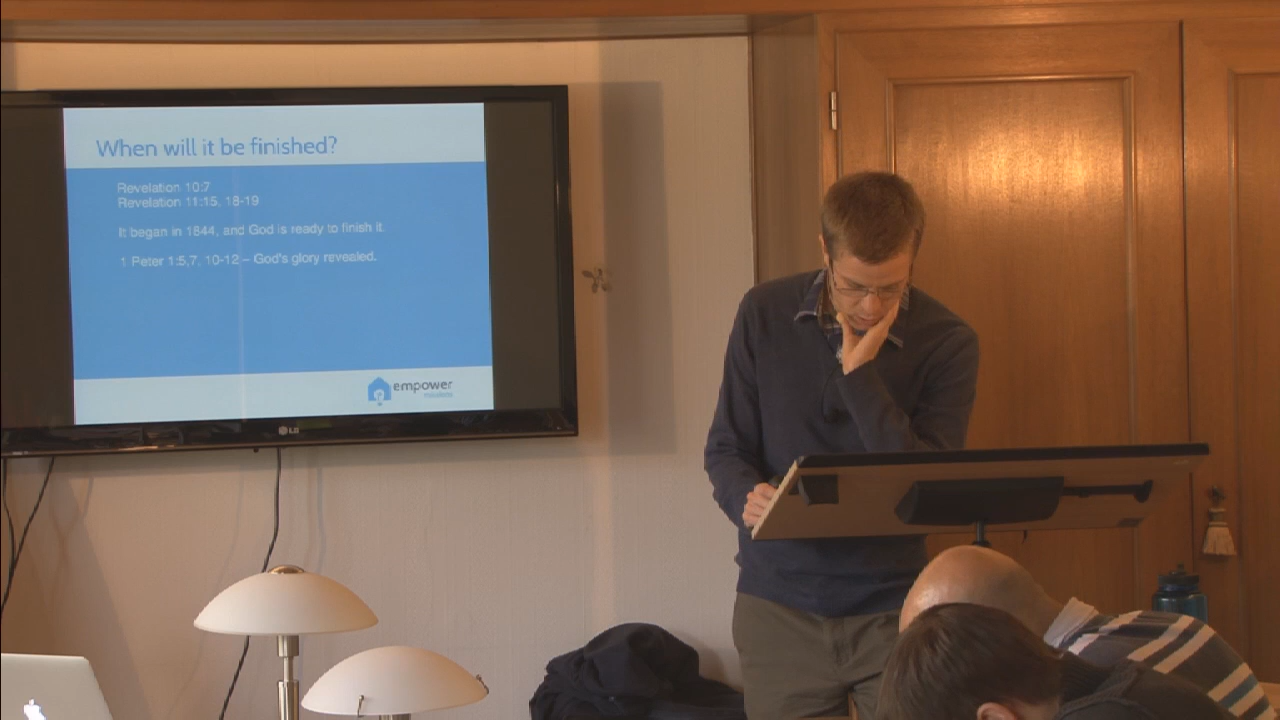 When will it be finished?
Revelation 10:7
Revelation 11:15, 18-19
It began in 1844, and God is ready to finish it.
1 Peter 1:5,7, 10-12 – God's glory revealed.
empower
LG